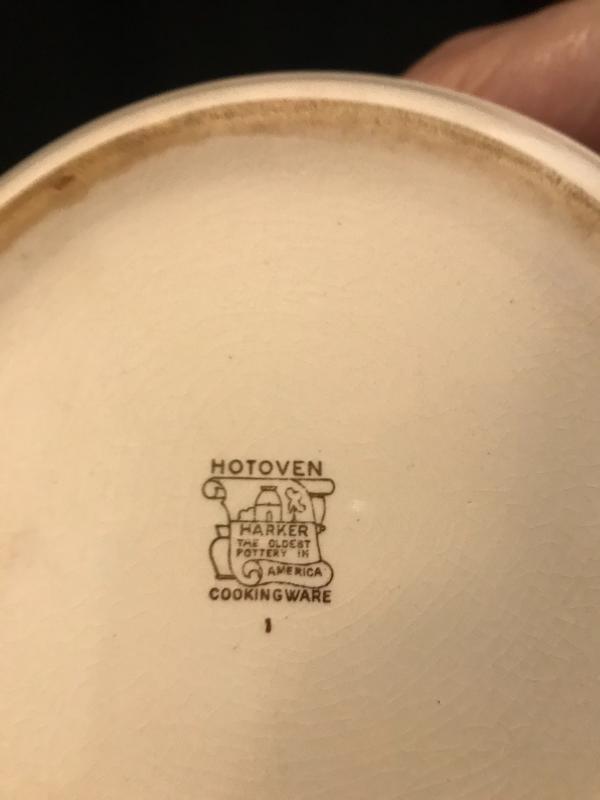 HOTOVEN
HARKER
THE OLDEST
POTTERY IN
AMERICA
COOKINGWARE
1